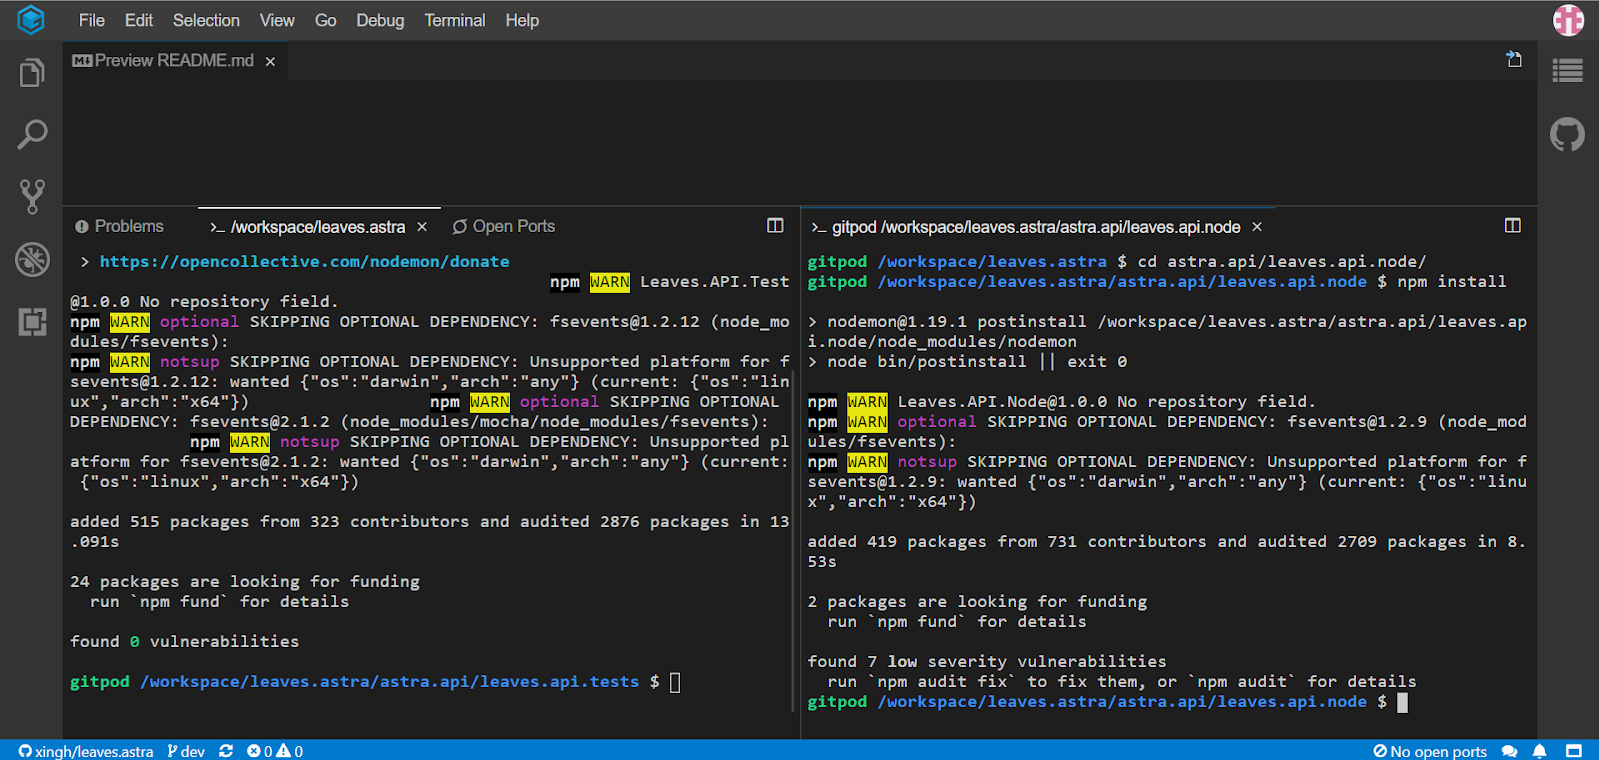 File Edit Selection View Go Debug Terminal Help
Preview README.md ×
Problems
>_ /workspace/leaves.astra ×
Open Ports
> https://opencollective.com/nodemon/donate
npm WARN Leaves.API.Test
@1.0.0 No repository field.
npm WARN optional SKIPPING OPTIONAL DEPENDENCY: fsevents@1.2.12 (node_mo
dules/fsevents):
npm WARN notsup SKIPPING OPTIONAL DEPENDENCY: Unsupported platform for f
sevents@1.2.12: wanted {"os":"darwin","arch":"any"} (current: {"os":"lin
ux","arch":"x64"}) npm WARN optional SKIPPING OPTIONAL
DEPENDENCY: fsevents@2.1.2 (node_modules/mocha/node_modules/fsevents):
npm WARN notsup SKIPPING OPTIONAL DEPENDENCY: Unsupported pl
atform for fsevents@2.1.2: wanted {"os":"darwin","arch":"any"} (current:
{"os":"linux","arch":"x64"})
added 515 packages from 323 contributors and audited 2876 packages in 13
.091s
24 packages are looking for funding
run `npm fund` for details
found 0 vulnerabilities
gitpod /workspace/leaves.astra/astra.api/leaves.api.tests $
>_ gitpod /workspace/leaves.astra/astra.api/leaves.api.node ×
gitpod /workspace/leaves.astra $ cd astra.api/leaves.api.node/
gitpod /workspace/leaves.astra/astra.api/leaves.api.node $ npm install
> nodemon@1.19.1 postinstall /workspace/leaves.astra/astra.api/leaves.ap
i.node/node_modules/nodemon
> node bin/postinstall || exit 0
npm WARN Leaves.API.Node@1.0.0 No repository field.
npm WARN optional SKIPPING OPTIONAL DEPENDENCY: fsevents@1.2.9 (node_mod
ules/fsevents):
npm WARN notsup SKIPPING OPTIONAL DEPENDENCY: Unsupported platform for f
sevents@1.2.9: wanted {"os":"darwin","arch":"any"} (current: {"os":"linu
x","arch":"x64"})
added 419 packages from 731 contributors and audited 2709 packages in 8.
53s
2 packages are looking for funding
run `npm fund` for details
found 7 low severity vulnerabilities
run `npm audit fix` to fix them, or `npm audit` for details
gitpod /workspace/leaves.astra/astra.api/leaves.api.node $
xingh/leaves.astra dev 0 0 No open ports